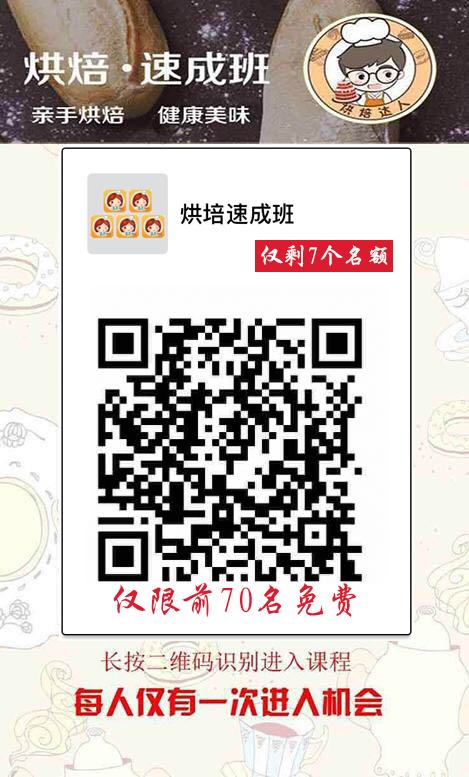 烘焙·速成班
亲手烘焙 健康美味
烘焙达人
烘培速成班
仅剩7个名额
仅限前70名免费
长按二维码识别进入课程
每人仅有一次进入机会